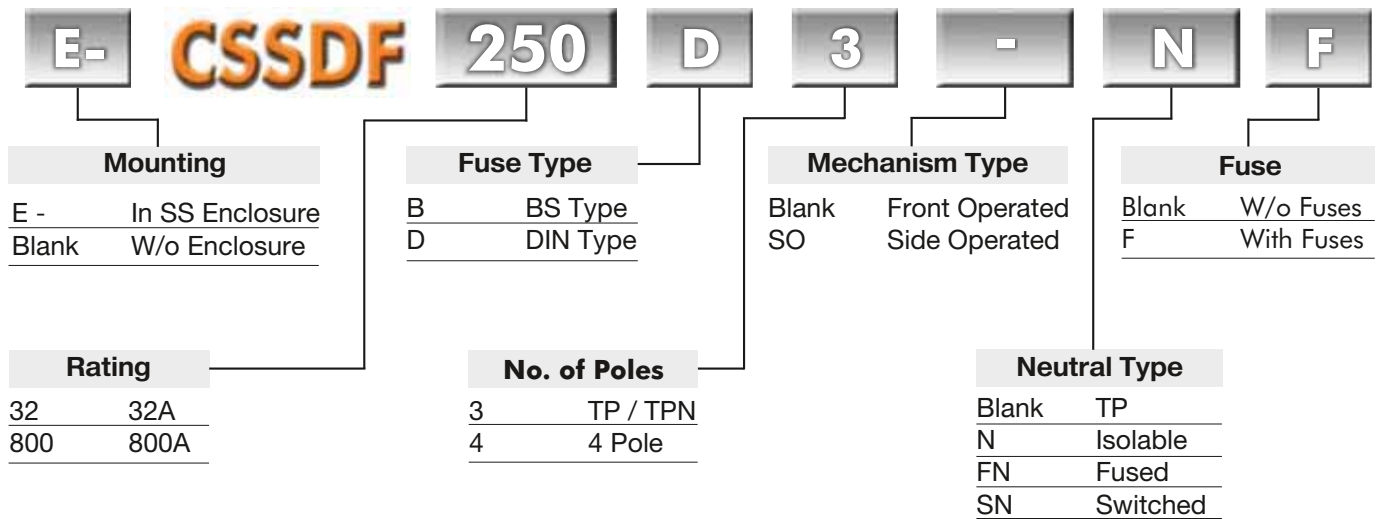 E- CSSDF 250 D 3 - N F
Mounting
E - In SS Enclosure
Blank W/o Enclosure
Fuse Type
B BS Type
D DIN Type
Mechanism Type
Blank Front Operated
SO Side Operated
Fuse
Blank W/o Fuses
F With Fuses
Rating
32 32A
800 800A
No. of Poles
3 TP / TPN
4 4 Pole
Neutral Type
Blank TP
N Isolable
FN Fused
SN Switched